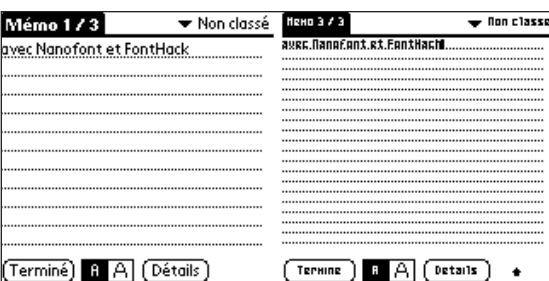 Mémo 1 / 3 Non classé
avec Nanofont et FontHack
Terminé A A Détails
Memo 3 / 3 Non classe
avec Nanofont et FontHack
Termine A A Details